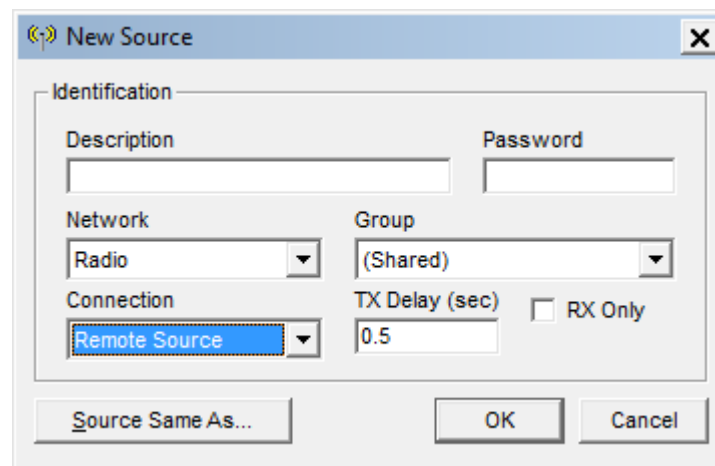 New Source
Identification
Description Password
Network Group
Radio (Shared)
Connection TX Delay (sec) RX Only
Remote Source 0.5
Source Same As... OK Cancel